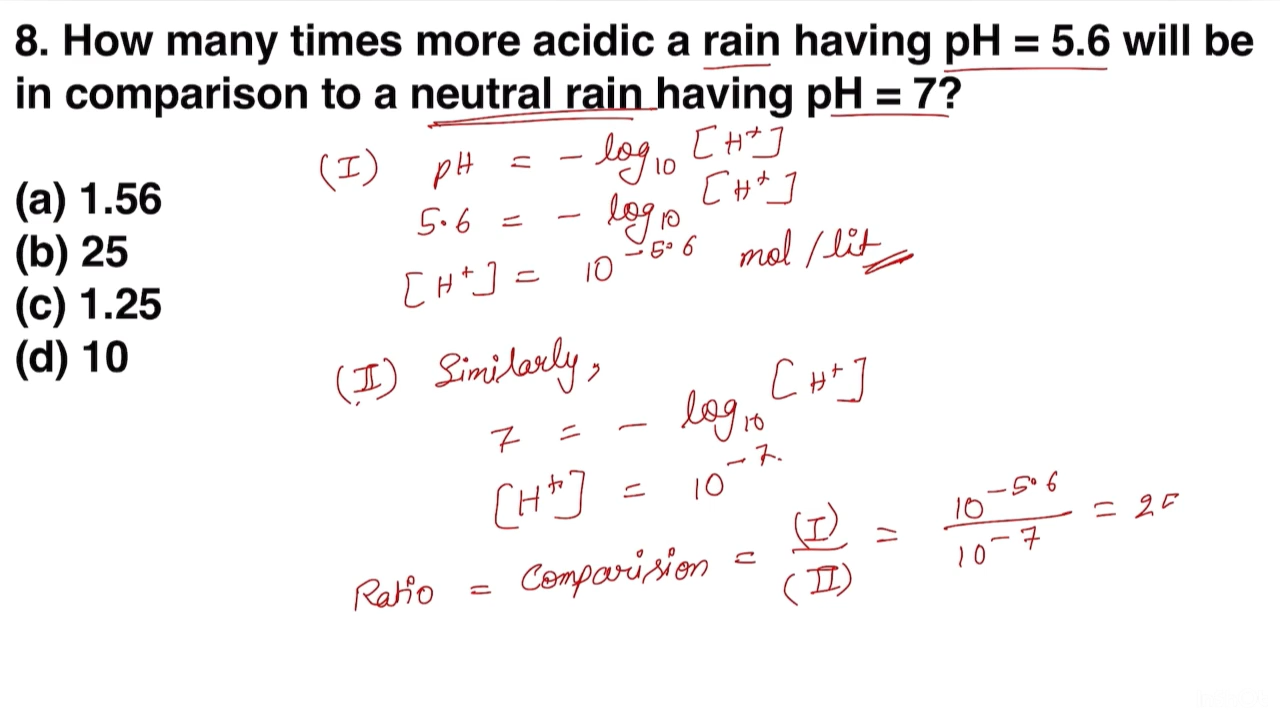 8. How many times more acidic a rain having pH = 5.6 will be
in comparison to a neutral rain having pH = 7?
(a) 1.56
(b) 25
(c) 1.25
(d) 10
(I) pH = - log₁₀ [H⁺]
5.6 = - log₁₀ [H⁺]
[H⁺] = 10⁻⁵·⁶ mol / lit
(II) Similarly,
7 = - log₁₀ [H⁺]
[H⁺] = 10⁻⁷.
Ratio = Comparision = (I)/(II) = 10⁻⁵·⁶/10⁻⁷ =